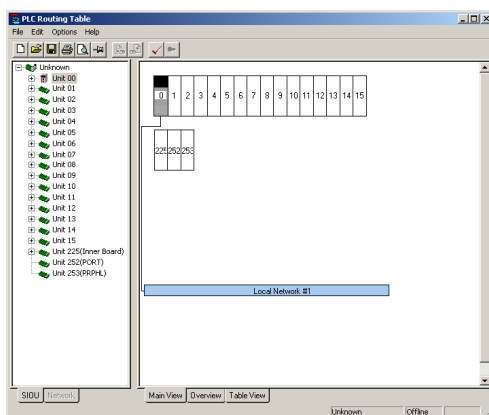 PLC Routing Table
File Edit Options Help
Unknown
Unit 00
Unit 01
Unit 02
Unit 03
Unit 04
Unit 05
Unit 06
Unit 07
Unit 08
Unit 09
Unit 10
Unit 11
Unit 12
Unit 13
Unit 14
Unit 15
Unit 225(Inner Board)
Unit 252(PORT)
Unit 253(PRPHL)
0 1 2 3 4 5 6 7 8 9 10 11 12 13 14 15
225 252 253
Local Network #1
SIOU Network
Main View Overview Table View
Unknown Offline